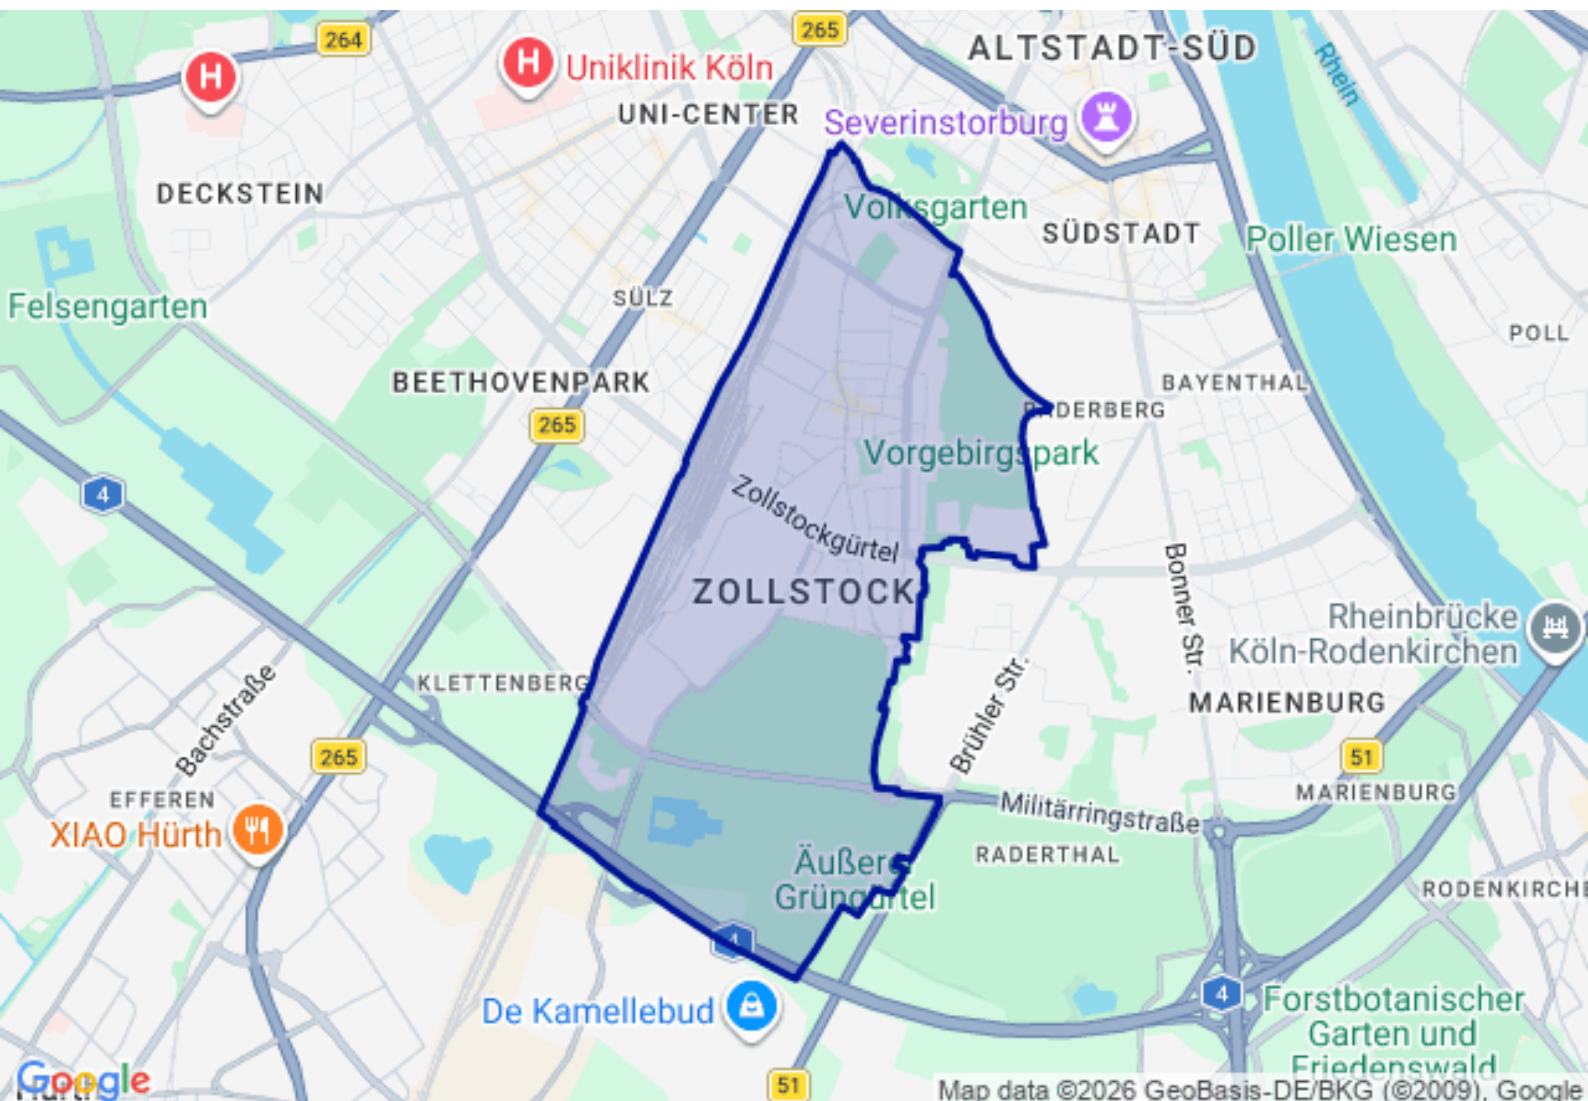 264
265
ALTSTADT-SÜD
Rhein
H
H
Uniklinik Köln
UNI-CENTER
Severinstorburg
DECKSTEIN
Volksgarten
SÜDSTADT
Poller Wiesen
Felsengarten
SÜLZ
POLL
BEETHOVENPARK
BAYENTHAL
RADERBERG
265
Vorgebirgspark
4
Zollstockgürtel
ZOLLSTOCK
Bonner Str.
Rheinbrücke
Köln-Rodenkirchen
KLETTENBERG
Bachstraße
Brühler Str.
MARIENBURG
265
51
EFFEREN
MARIENBURG
XIAO Hürth
Militärringstraße
RADERTHAL
Äußerer
Grüngürtel
RODENKIRCHE
4
De Kamellebud
4
Forstbotanischer
Garten und
Friedenswald
Hürth
Google
51
Map data ©2026 GeoBasis-DE/BKG (©2009), Google